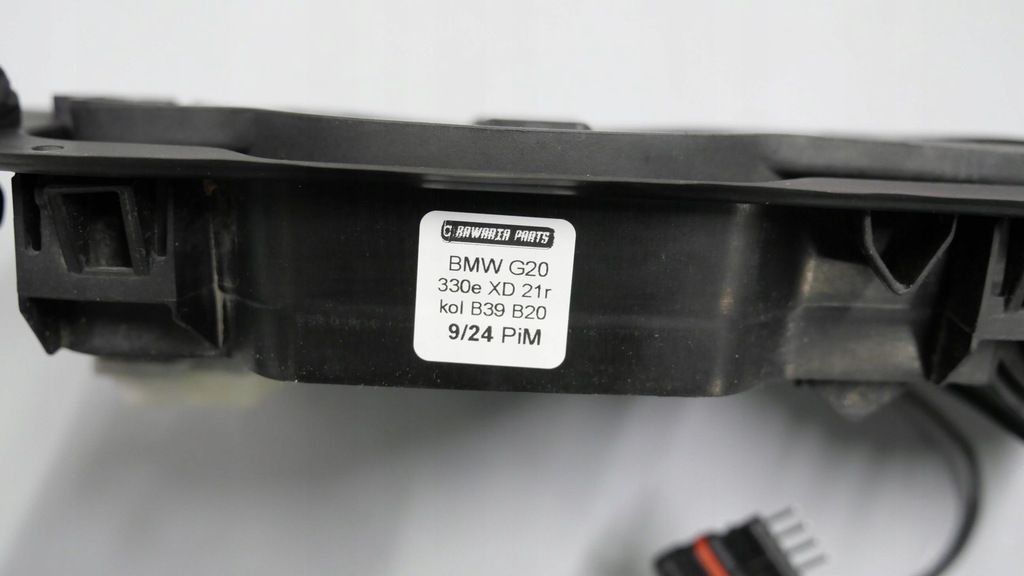 BAWARIA PARTS
BMW G20
330e XD 21r
kol B39 B20
9/24 PiM